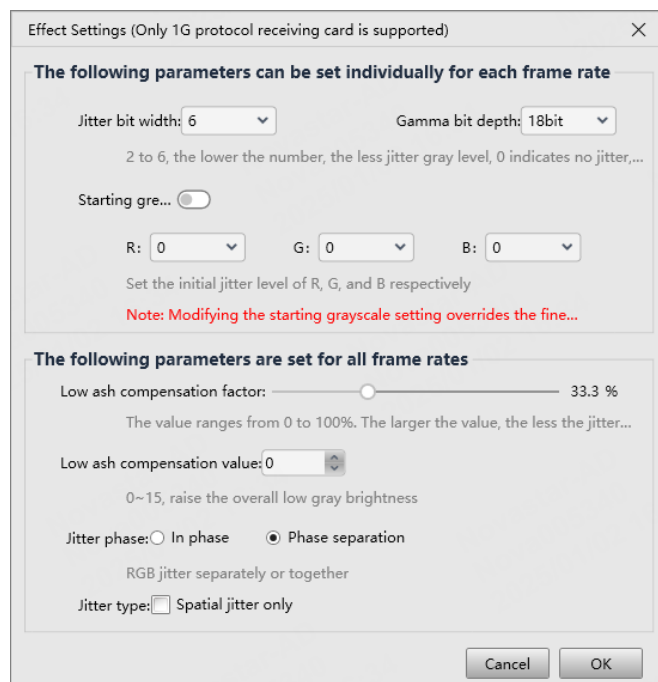 Effect Settings (Only 1G protocol receiving card is supported)
The following parameters can be set individually for each frame rate
Jitter bit width: 6 Gamma bit depth: 18bit
2 to 6, the lower the number, the less jitter gray level, 0 indicates no jitter,...
Starting gre...
R: 0 G: 0 B: 0
Set the initial jitter level of R, G, and B respectively
Note: Modifying the starting grayscale setting overrides the fine...
The following parameters are set for all frame rates
Low ash compensation factor: 33.3 %
The value ranges from 0 to 100%. The larger the value, the less the jitter...
Low ash compensation value: 0
0~15, raise the overall low gray brightness
Jitter phase: In phase Phase separation
RGB jitter separately or together
Jitter type: Spatial jitter only
Cancel OK